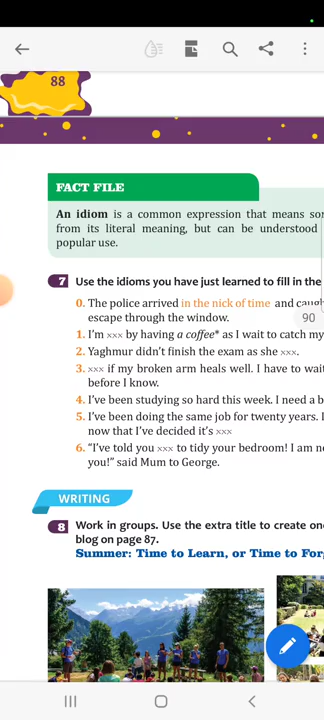 88
FACT FILE
An idiom is a common expression that means
from its literal meaning, but can be understood
popular use.
7 Use the idioms you have just learned to fill in the
0. The police arrived in the nick of time and
escape through the window.
90
1. I'm xxx by having a coffee* as I wait to catch my
2. Yaghmur didn't finish the exam as she xxx.
3. xxx if my broken arm heals well. I have to
before I know.
4. I've been studying so hard this week. I need a
5. I've been doing the same job for twenty years.
now that I've decided it's xxx
6. "I've told you xxx to tidy your bedroom! I am
you!" said Mum to George.
WRITING
8 Work in groups. Use the extra title to create
blog on page 87.
Summer: Time to Learn, or Time to